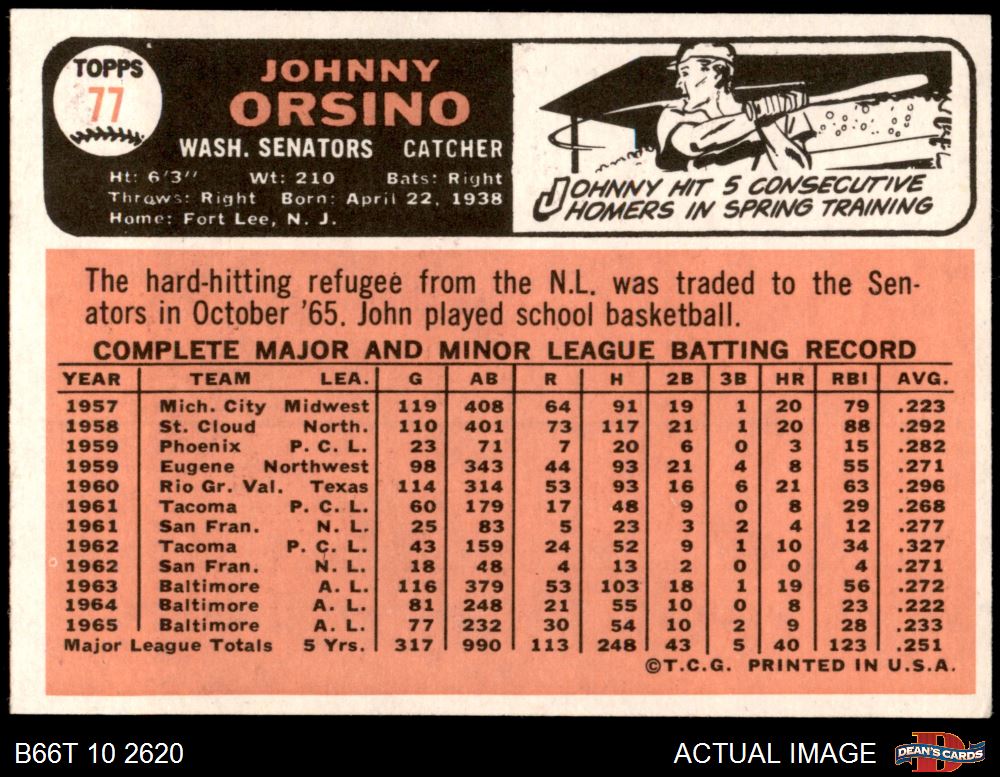 TOPPS
77
JOHNNY
ORSINO
WASH. SENATORS CATCHER
Ht: 6'3" Wt: 210 Bats: Right
Throws: Right Born: April 22, 1938
Home: Fort Lee, N. J.
JOHNNY HIT 5 CONSECUTIVE
HOMERS IN SPRING TRAINING
The hard-hitting refugee from the N.L. was traded to the Sen-
ators in October '65. John played school basketball.
COMPLETE MAJOR AND MINOR LEAGUE BATTING RECORD
YEAR TEAM LEA. G AB R H 2B 3B HR RBI AVG.
1957 Mich. City Midwest 119 408 64 91 19 1 20 79 .223
1958 St. Cloud North. 110 401 73 117 21 1 20 88 .292
1959 Phoenix P. C. L. 23 71 7 20 6 0 3 15 .282
1959 Eugene Northwest 98 343 44 93 21 4 8 55 .271
1960 Rio Gr. Val. Texas 114 314 53 93 16 6 21 63 .296
1961 Tacoma P. C. L. 60 179 17 48 9 0 8 29 .268
1961 San Fran. N. L. 25 83 5 23 3 2 4 12 .277
1962 Tacoma P. C. L. 43 159 24 52 9 1 10 34 .327
1962 San Fran. N. L. 18 48 4 13 2 0 0 4 .271
1963 Baltimore A. L. 116 379 53 103 18 1 19 56 .272
1964 Baltimore A. L. 81 248 21 55 10 0 8 23 .222
1965 Baltimore A. L. 77 232 30 54 10 2 9 28 .233
Major League Totals 5 Yrs. 317 990 113 248 43 5 40 123 .251
©T.C.G. PRINTED IN U.S.A.
B66T 10 2620
ACTUAL IMAGE
DEAN'S CARDS